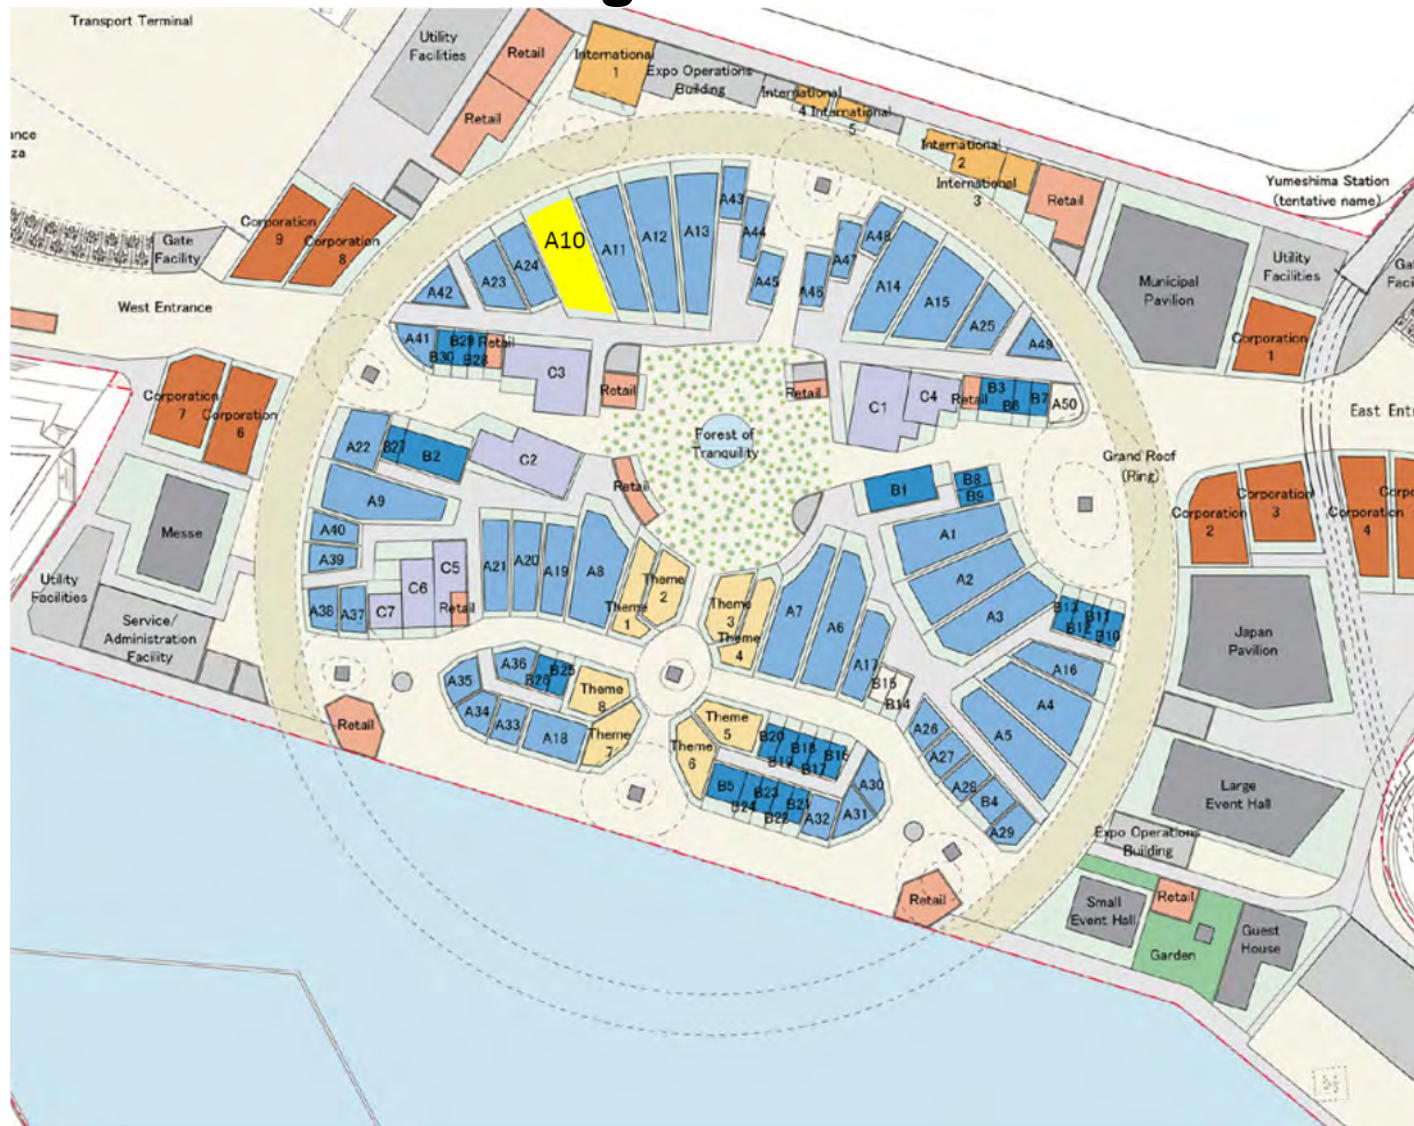 Transport Terminal
Utility
Facilities
Retail
Retail
International
1
Expo Operations
Building
International
4
International
5
International
2
International
3
Retail
Yumeshima Station
(tentative name)
Municipal
Pavilion
Utility
Facilities
Corporation
1
Corporation
9
Corporation
8
Gate
Facility
West Entrance
A10
A11
A12
A13
A43
A44
A45
A46
A47
A48
A14
A15
A25
A49
A42
A23
A24
A41
B29
B30
B28
Retail
C3
Retail
Retail
C1
C4
Retail
B3
B6
B7
A50
Corporation
7
Corporation
6
A22
B27
B2
C2
Forest of
Tranquility
Grand Roof
(Ring)
Retail
B1
B8
B9
Corporation
2
Corporation
3
Corporation
4
A9
A40
A39
A38
A37
C7
C6
C5
Retail
A21
A20
A19
A8
Theme
1
Theme
2
Theme
3
Theme
4
A7
A6
A17
A1
A2
A3
B13
B11
B12
B10
Messe
Utility
Facilities
Service/
Administration
Facility
Japan
Pavilion
A16
A4
A5
B15
B14
A26
A27
A28
B4
A29
A35
A36
B26
B25
A34
A33
A18
Theme
8
Theme
7
Theme
5
Theme
6
B20
B18
B16
B19
B17
B5
B23
B21
B24
B22
A32
A31
A30
Retail
Retail
Large
Event Hall
Expo Operations
Building
Small
Event Hall
Retail
Garden
Guest
House